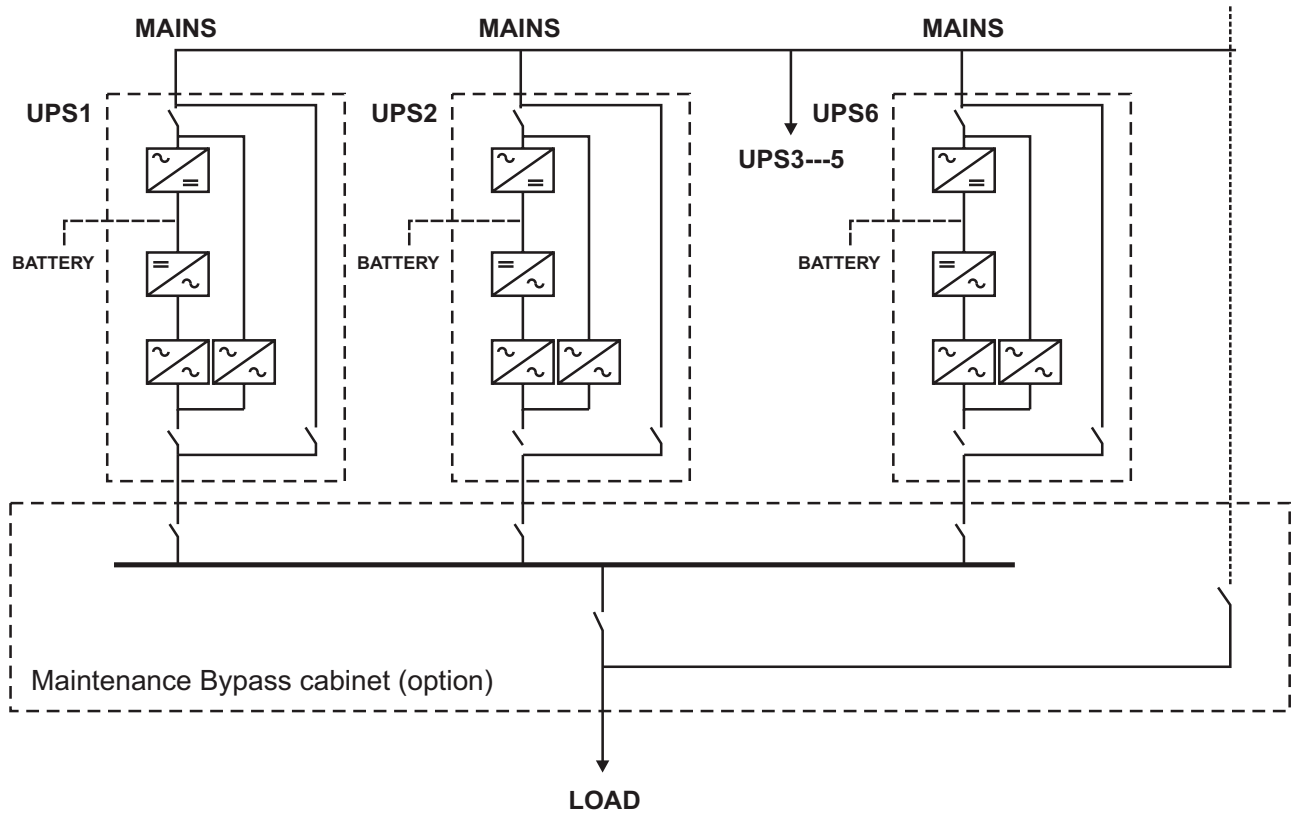 MAINS
MAINS
MAINS
UPS1
UPS2
UPS6
UPS3---5
BATTERY
BATTERY
BATTERY
Maintenance Bypass cabinet (option)
LOAD